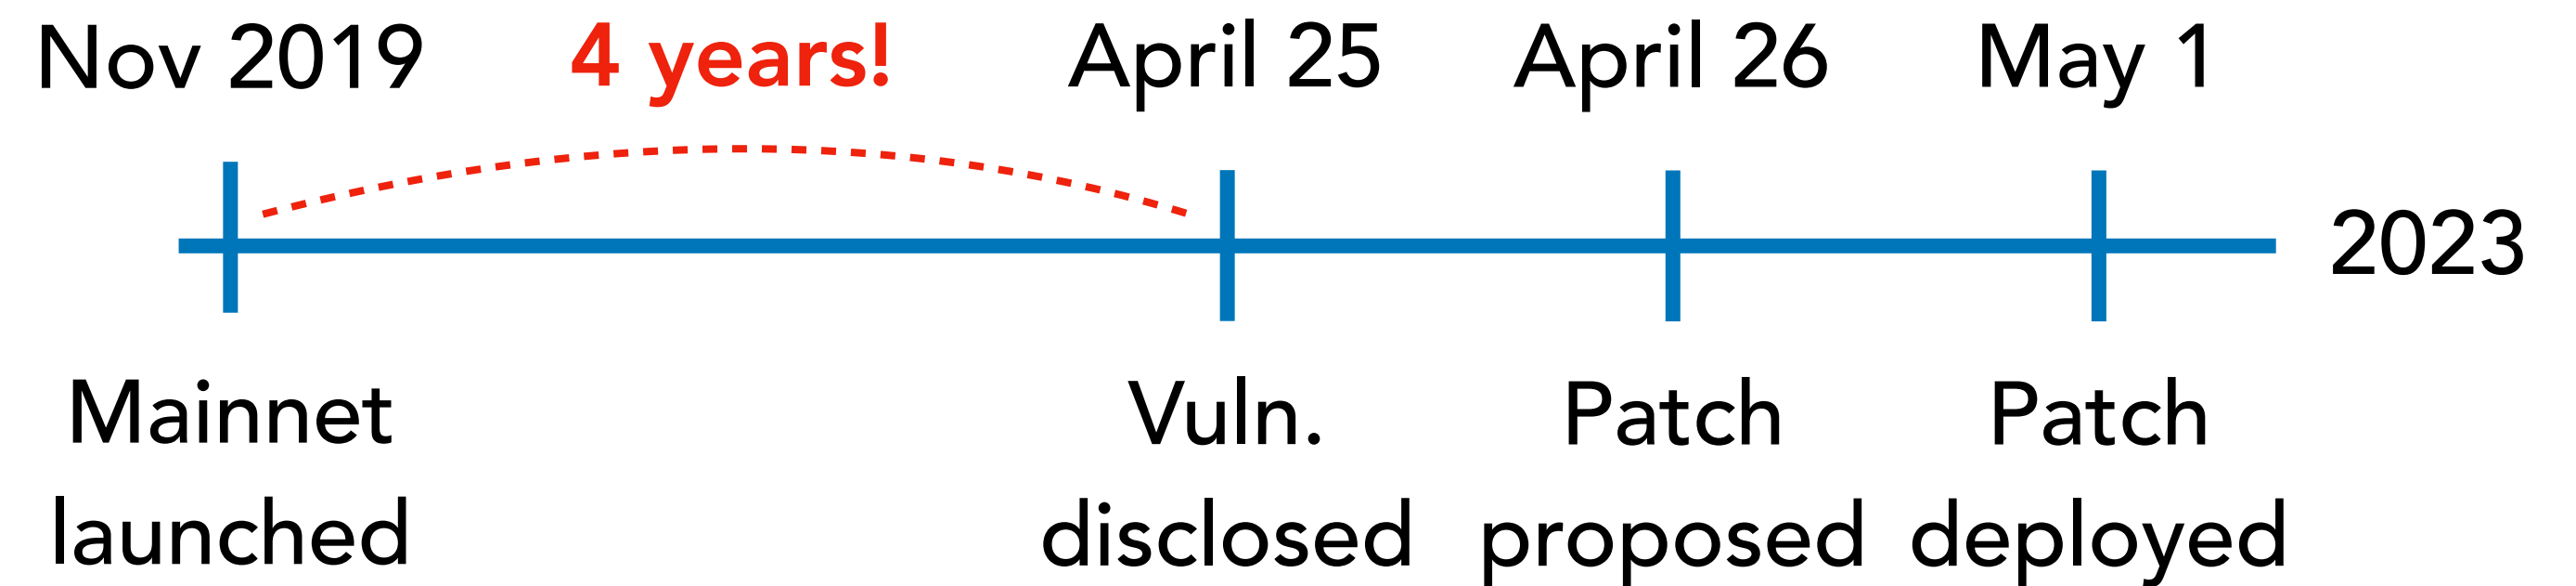 Nov 2019 4 years! April 25 April 26 May 1
2023
Mainnet Vuln. Patch Patch
launched disclosed proposed deployed